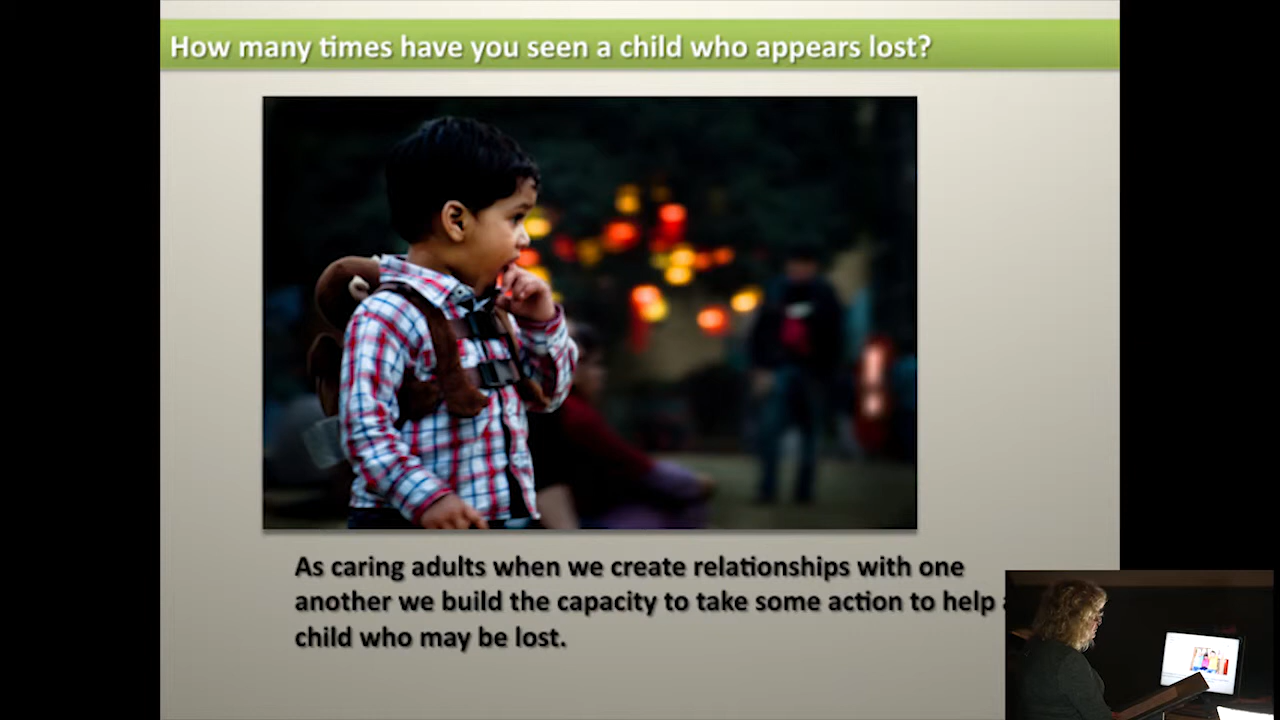 How many times have you seen a child who appears lost?
As caring adults when we create relationships with one
another we build the capacity to take some action to help
child who may be lost.